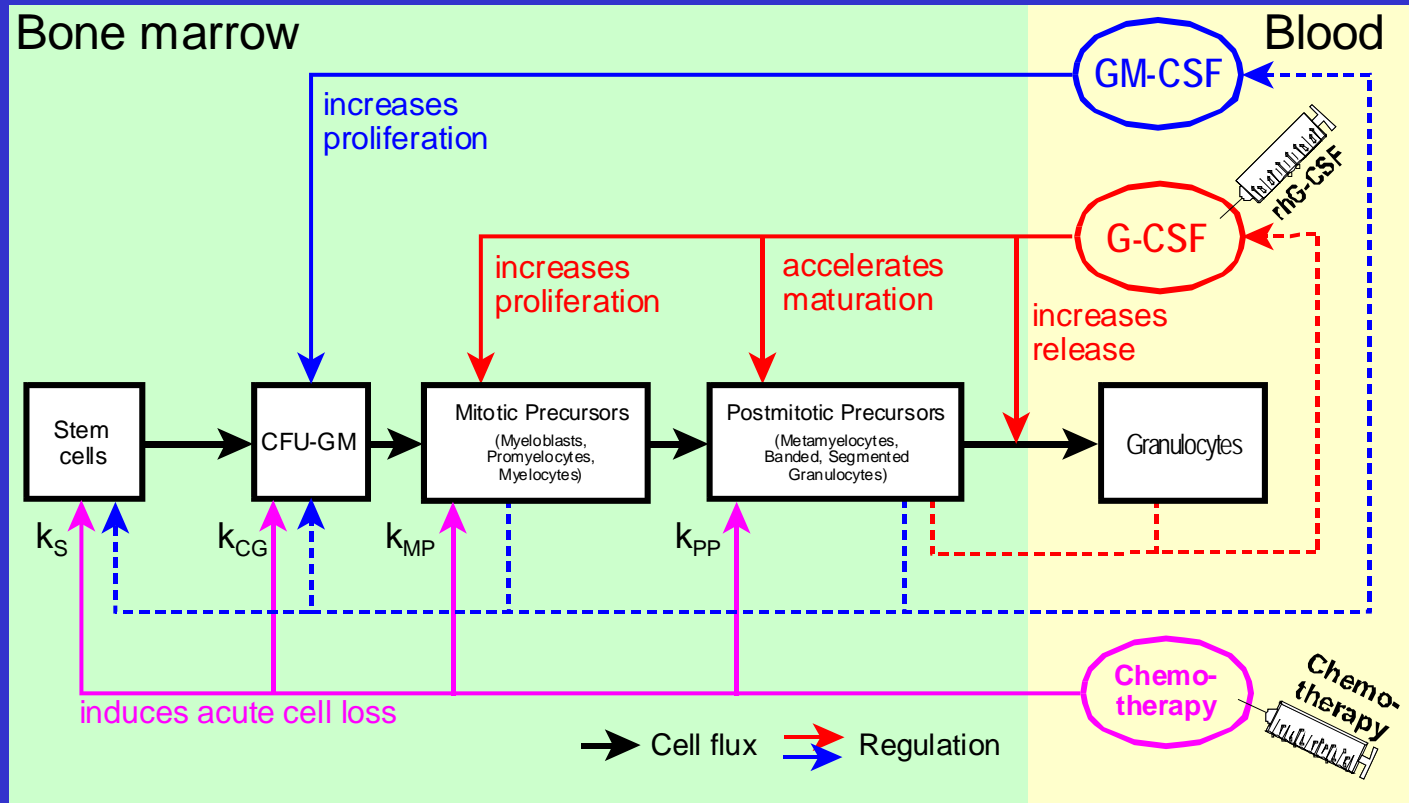 Bone marrow
Blood
GM-CSF
increases
proliferation
rhG-CSF
G-CSF
increases
proliferation
accelerates
maturation
increases
release
Stem
cells
CFU-GM
Mitotic Precursors
(Myeloblasts,
Promyelocytes,
Myelocytes)
Postmitotic Precursors
(Metamyelocytes,
Banded, Segmented
Granulocytes)
Granulocytes
kS
kCG
kMP
kPP
Chemo-
therapy
Chemo-
therapy
induces acute cell loss
Cell flux
Regulation